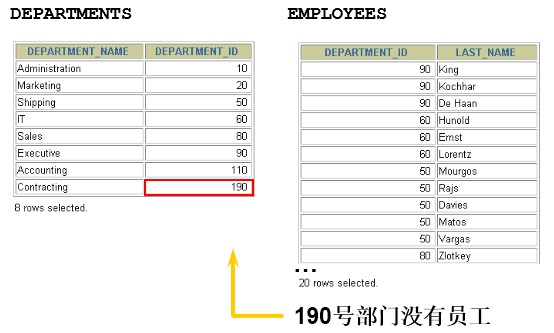 DEPARTMENTS
DEPARTMENT_NAME DEPARTMENT_ID
Administration 10
Marketing 20
Shipping 50
IT 60
Sales 80
Executive 90
Accounting 110
Contracting 190
8 rows selected.
EMPLOYEES
DEPARTMENT_ID LAST_NAME
90 King
90 Kochhar
90 De Haan
60 Hunold
60 Ernst
60 Lorentz
50 Mourgos
50 Rajs
50 Davies
50 Matos
50 Vargas
80 Zlotkey
...
20 rows selected.
190号部门没有员工